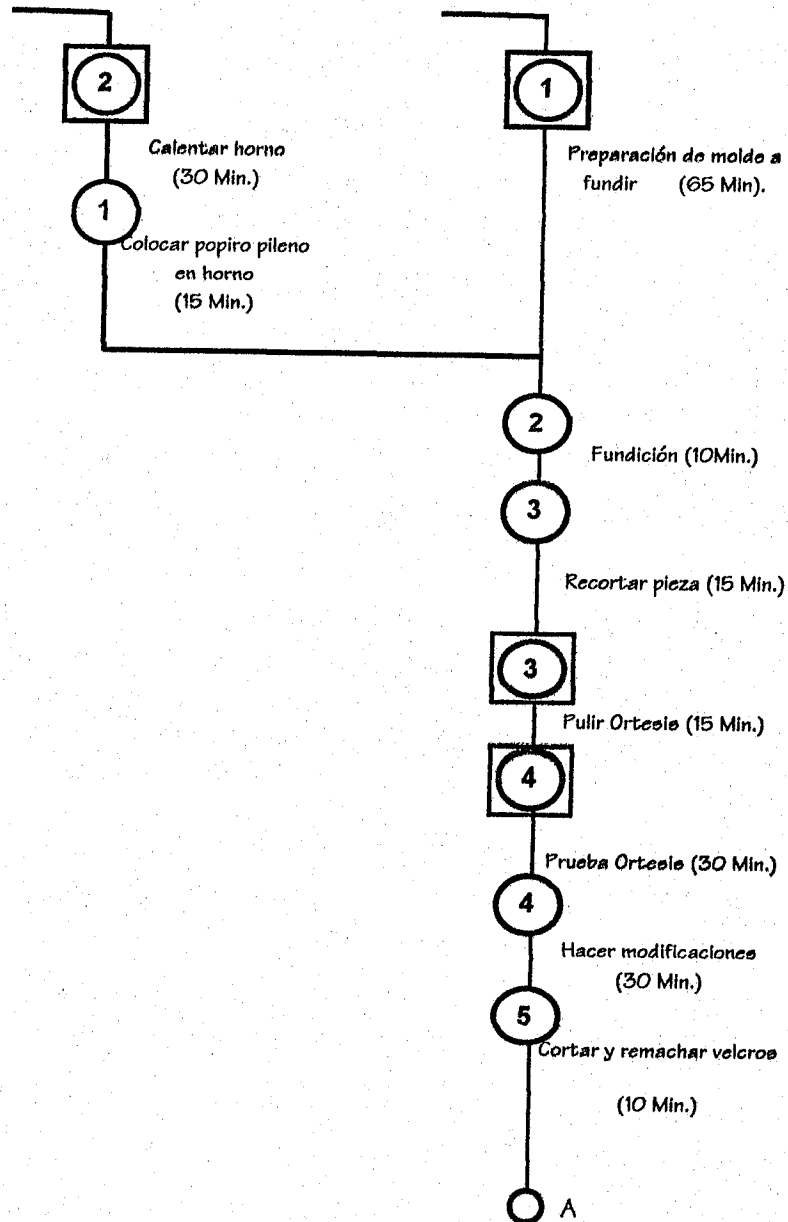 2
Calentar horno
(30 Min.)
1
Colocar popiro pileno
en horno
(15 Min.)
1
Preparación de molde a
fundir (65 Min).
2
Fundición (10Min.)
3
Recortar pieza (15 Min.)
3
Pulir Ortesis (15 Min.)
4
Prueba Ortesis (30 Min.)
4
Hacer modificaciones
(30 Min.)
5
Cortar y remachar velcros
(10 Min.)
A